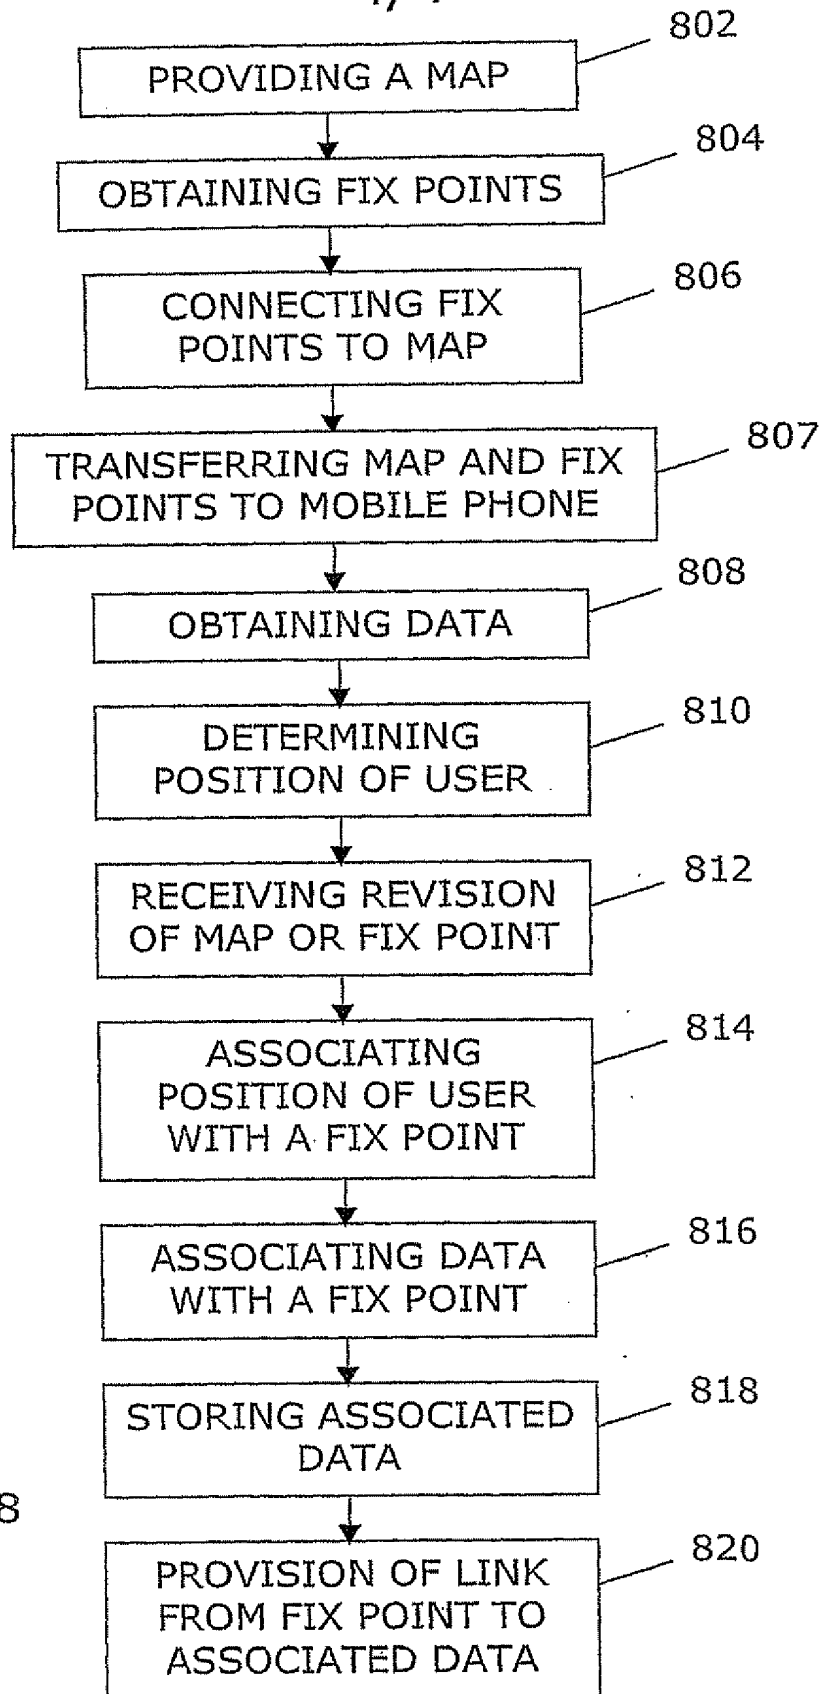 802
PROVIDING A MAP
804
OBTAINING FIX POINTS
806
CONNECTING FIX
POINTS TO MAP
807
TRANSFERRING MAP AND FIX
POINTS TO MOBILE PHONE
808
OBTAINING DATA
810
DETERMINING
POSITION OF USER
812
RECEIVING REVISION
OF MAP OR FIX POINT
814
ASSOCIATING
POSITION OF USER
WITH A FIX POINT
816
ASSOCIATING DATA
WITH A FIX POINT
818
STORING ASSOCIATED
DATA
8
820
PROVISION OF LINK
FROM FIX POINT TO
ASSOCIATED DATA